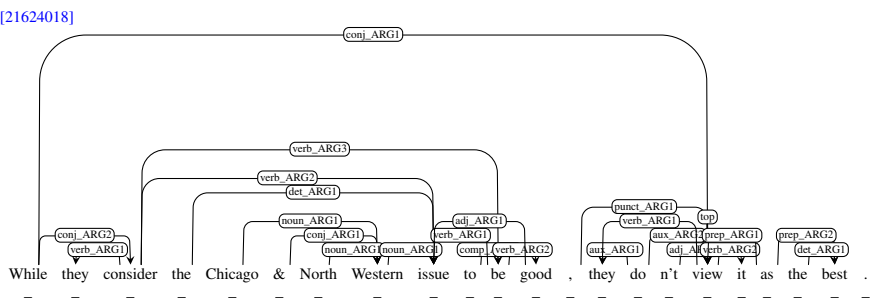 [21624018]
conj_ARG1
verb_ARG3
verb_ARG2
det_ARG1
punct_ARG1
top
noun_ARG1 adj_ARG1 verb_ARG1
conj_ARG2 conj_ARG1 verb_ARG1 prep_ARG1 prep_ARG2
verb_ARG1 noun_ARG1 noun_ARG1 verb_ARG2 aux_ARG1 verb_ARG2 det_ARG1
While they consider the Chicago & North Western issue to be good , they do n't view it as the best .
_ _ _ _ _ _ _ _ _ _ _ _ _ _ _ _ _ _ _ _ _ _